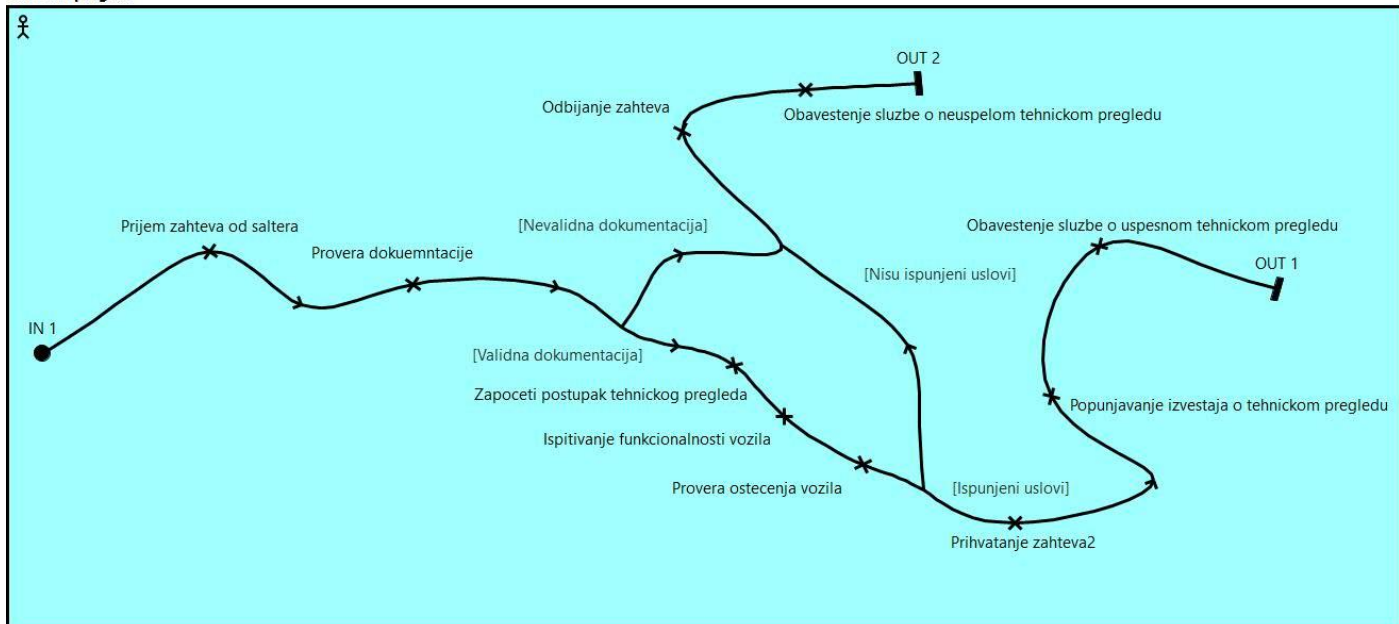 OUT 2
Odbijanje zahteva
Obavestenje sluzbe o neuspelom tehnickom pregledu
Prijem zahteva od saltera
[Nevalidna dokumentacija]
Obavestenje sluzbe o uspesnom tehnickom pregledu
Provera dokuemntacije
[Nisu ispunjeni uslovi]
OUT 1
IN 1
[Validna dokumentacija]
Zapoceti postupak tehnickog pregleda
Popunjavanje izvestaja o tehnickom pregledu
Ispitivanje funkcionalnosti vozila
Provera ostecenja vozila
[Ispunjeni uslovi]
Prihvatanje zahteva2